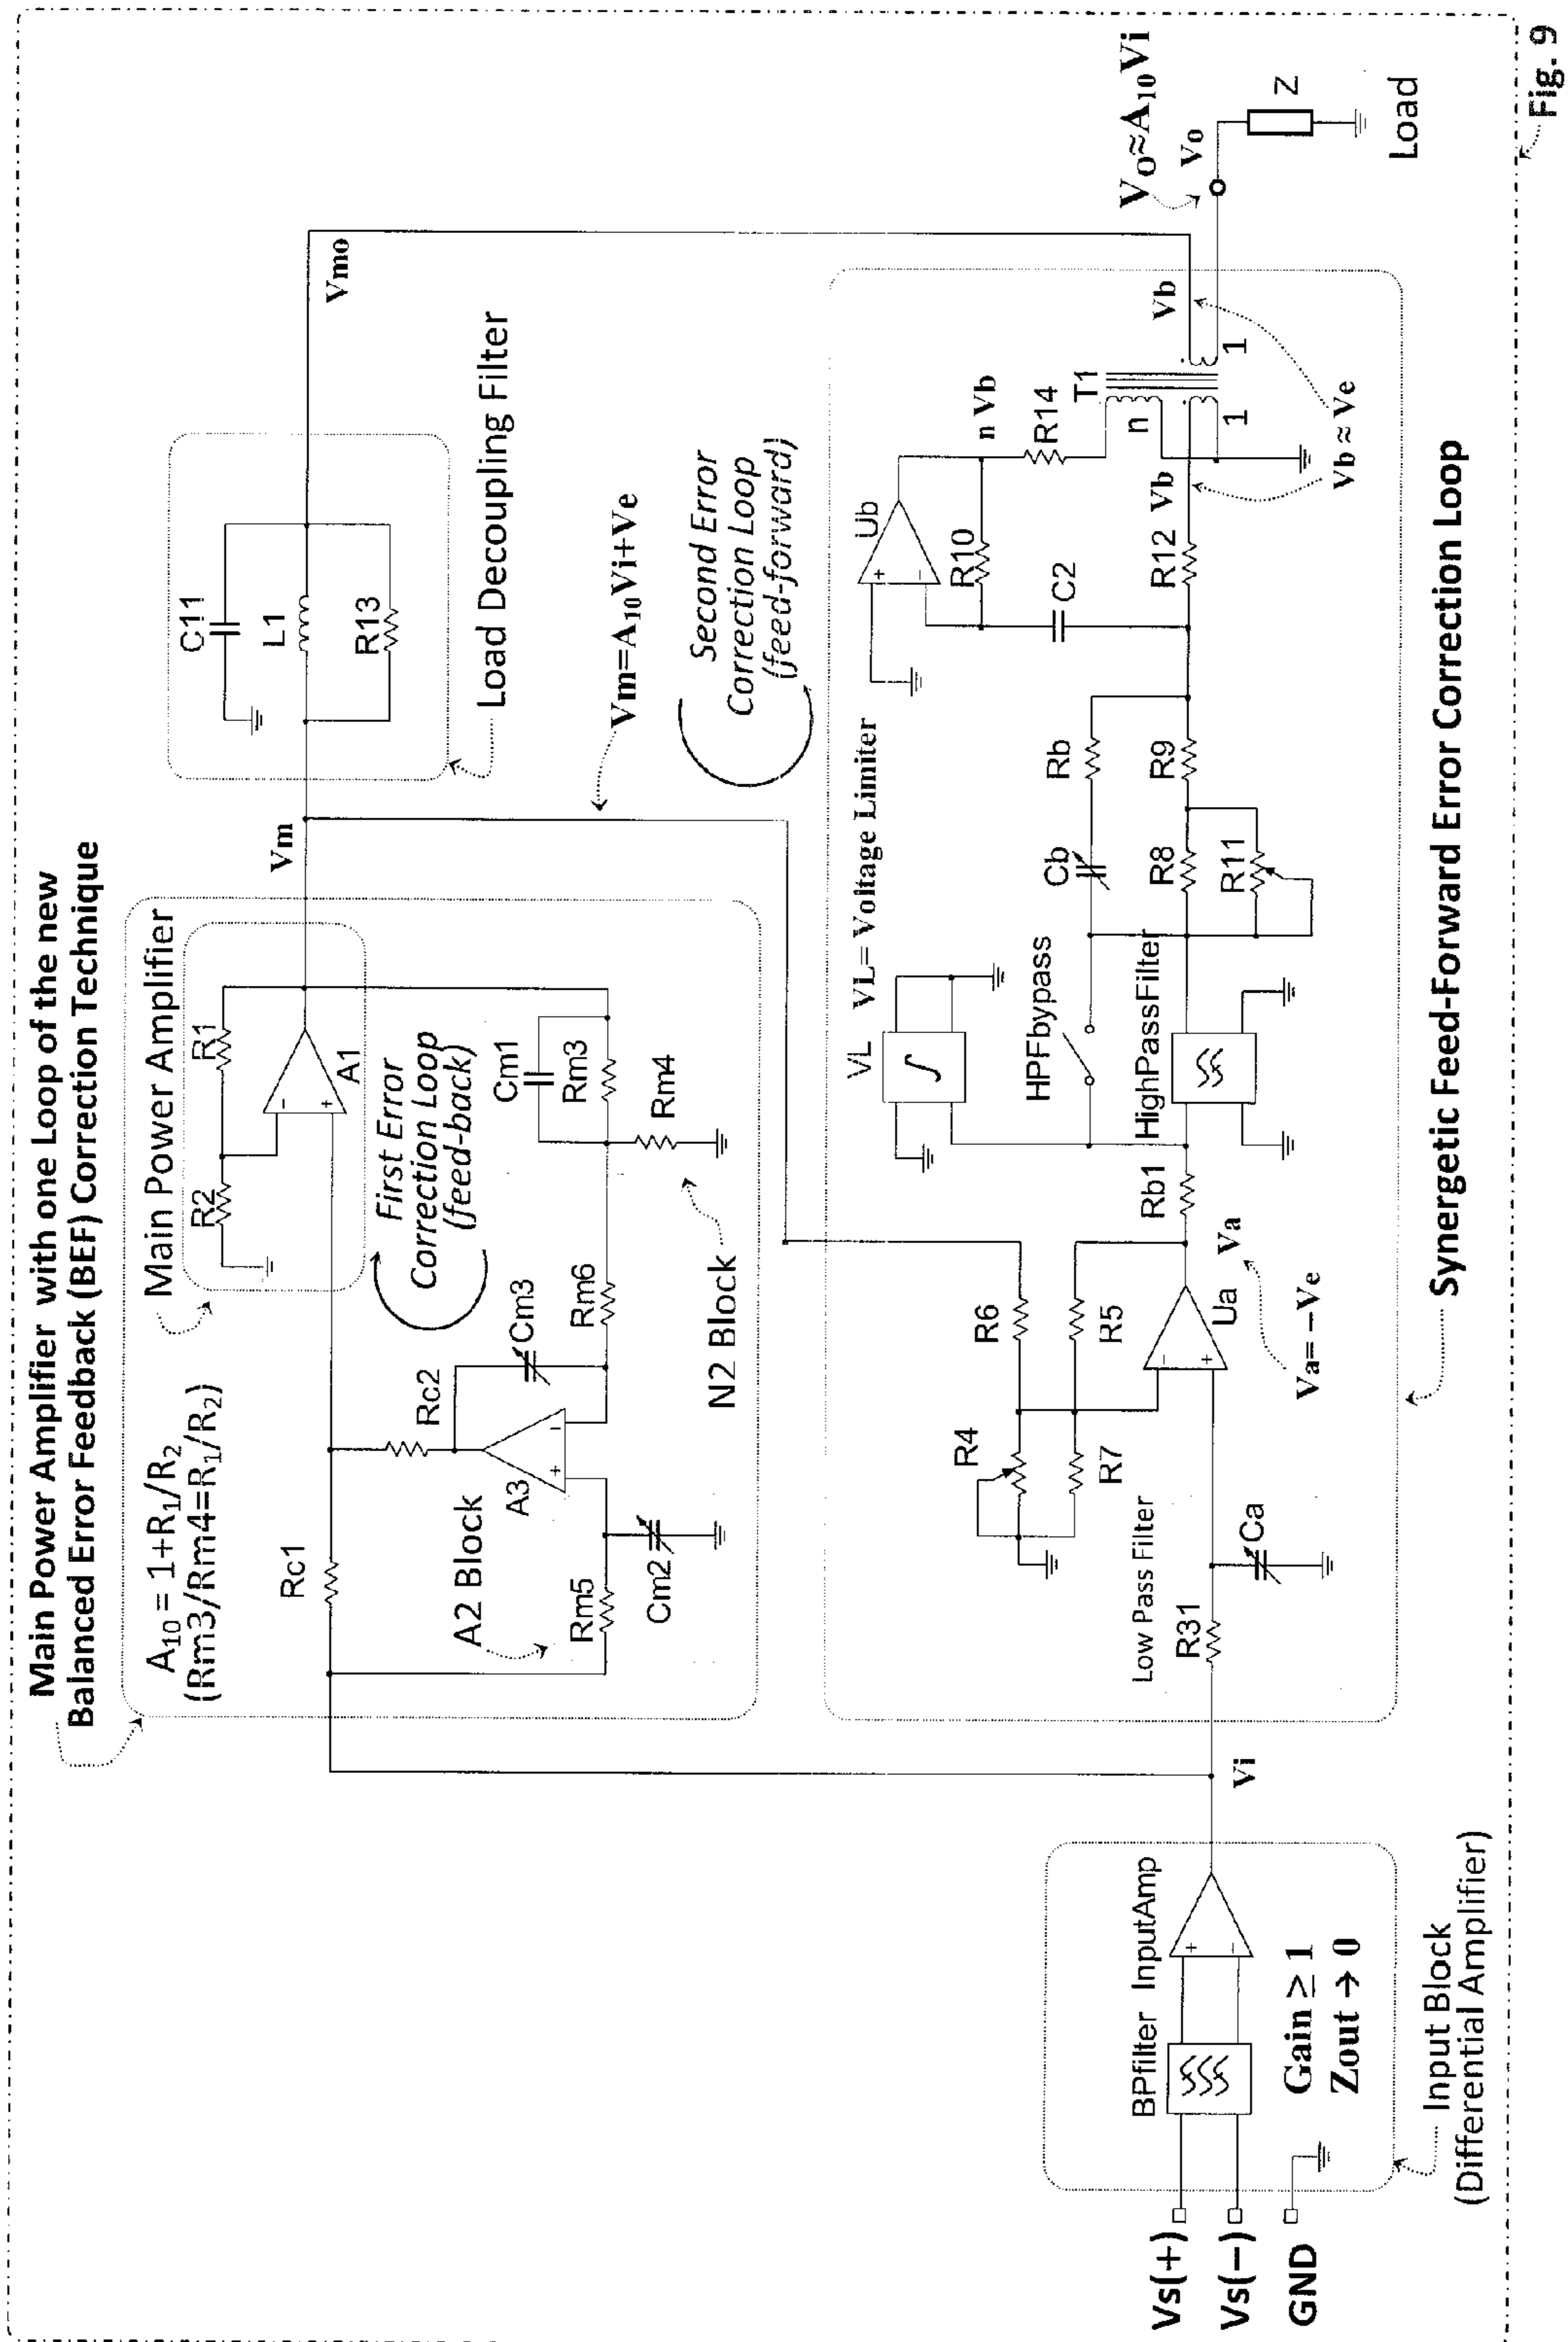 Main Power Amplifier with one Loop of the new
Balanced Error Feedback (BEF) Correction Technique
A₁₀ = 1+R₁/R₂
(Rm3/Rm4=R₁/R₂)
Main Power Amplifier
R2
R1
A1
Rc1
First Error
Correction Loop
(feed-back)
Rc2
Cm3
A3
A2 Block
Rm5
Cm2
Rm6
Cm1
Rm3
Rm4
N2 Block
Vm
C11
L1
R13
Load Decoupling Filter
Vmo
Vm=A₁₀Vi+Ve
Second Error
Correction Loop
(feed-forward)
VL
VL= Voltage Limiter
Ub
R10
n Vb
C2
R14
T1
n
1
1
R12
Vb
Vb
Vb≈Ve
HPFbypass
HighPassFilter
Cb
Rb
R8
R9
R11
R4
R6
R7
R5
Ua
Va
Va=−Ve
Rb1
Low Pass Filter
R31
Ca
Synergetic Feed-Forward Error Correction Loop
Vo≈A₁₀Vi
Vo
Z
Load
Vi
BPfilter
InputAmp
Gain ≥ 1
Zout → 0
Vs(+)
Vs(−)
GND
Input Block
(Differential Amplifier)
Fig. 9